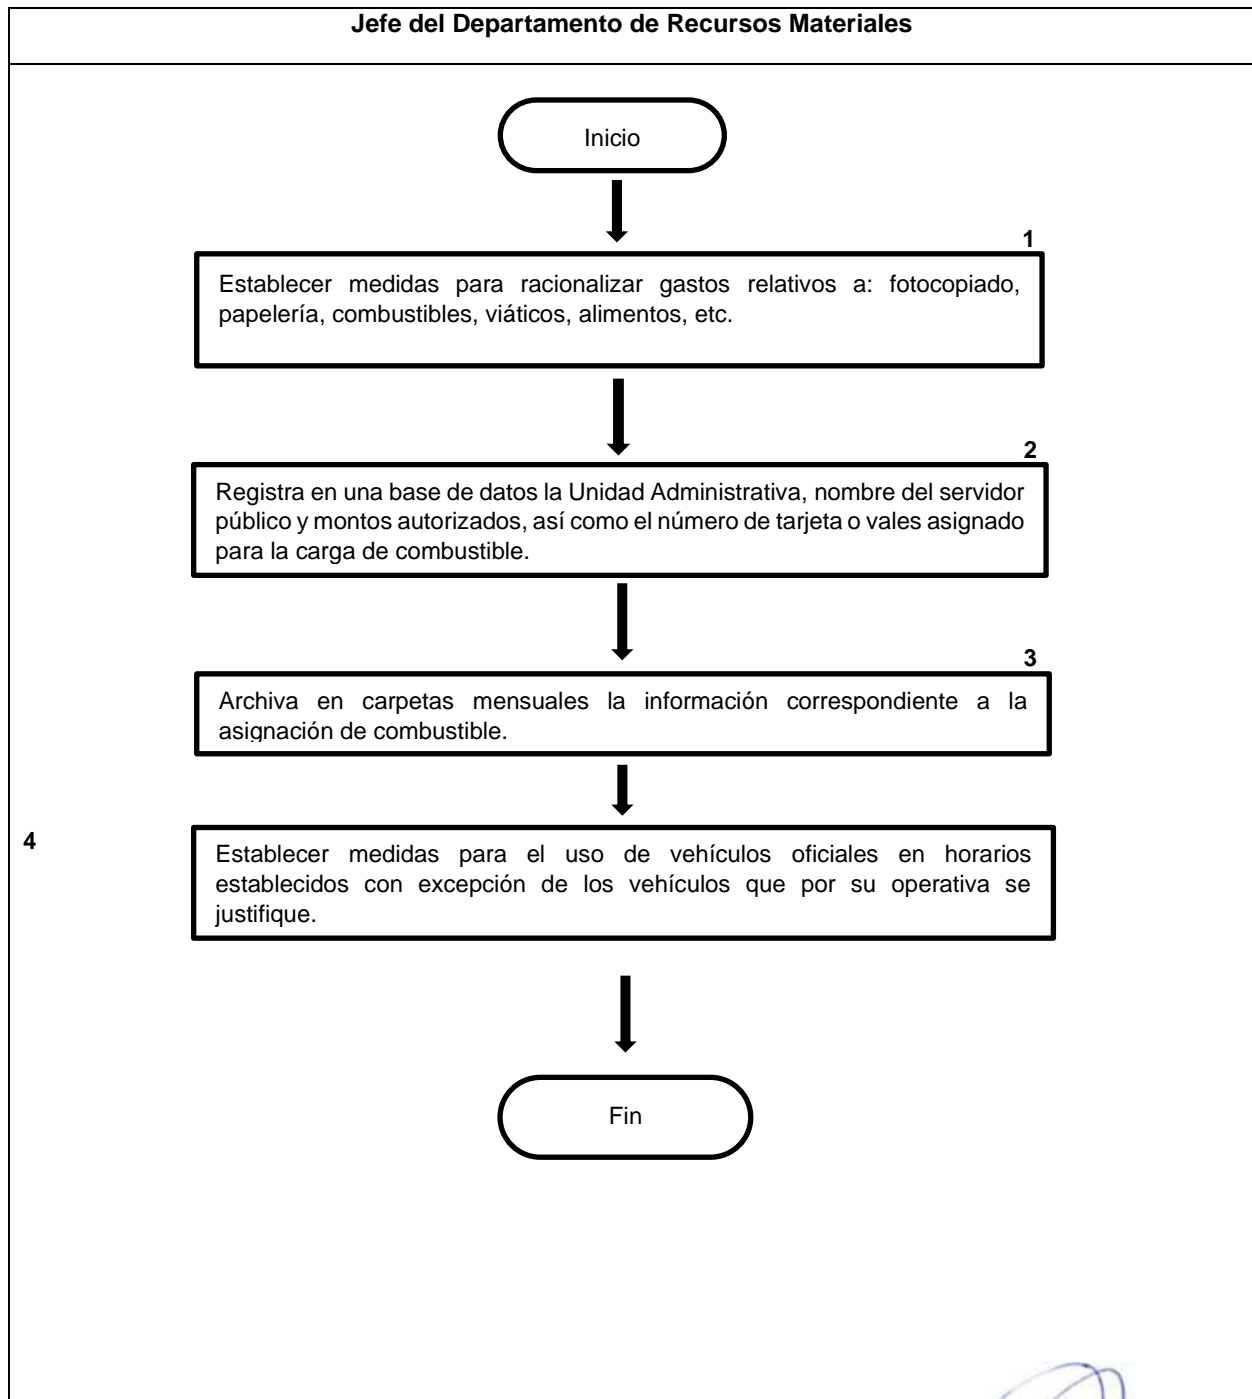 Jefe del Departamento de Recursos Materiales
Inicio
1
Establecer medidas para racionalizar gastos relativos a: fotocopiado,
papelería, combustibles, viáticos, alimentos, etc.
2
Registra en una base de datos la Unidad Administrativa, nombre del servidor
público y montos autorizados, así como el número de tarjeta o vales asignado
para la carga de combustible.
3
Archiva en carpetas mensuales la información correspondiente a la
asignación de combustible.
4
Establecer medidas para el uso de vehículos oficiales en horarios
establecidos con excepción de los vehículos que por su operativa se
justifique.
Fin